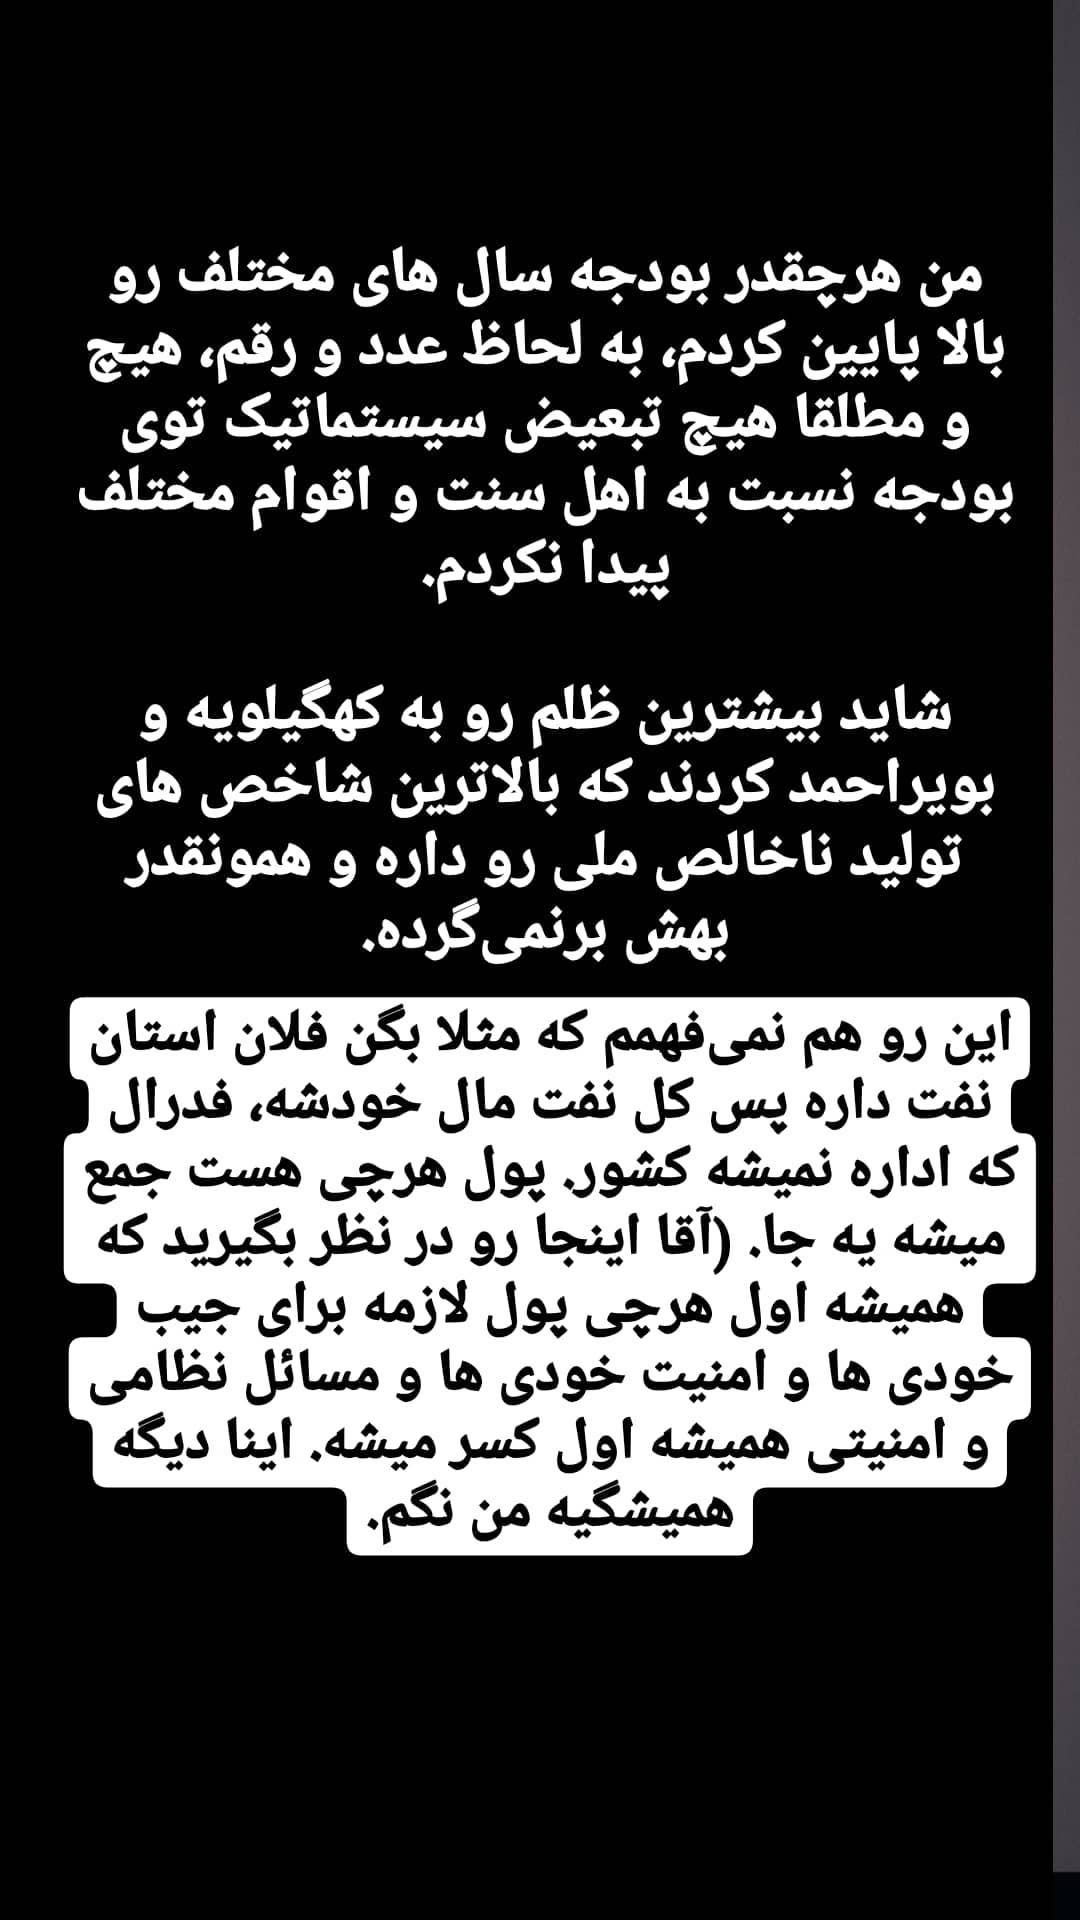 من هرچقدر بودجه سال های مختلف رو
بالا پایین کردم، به لحاظ عدد و رقم، هیچ
و مطلقا هیچ تبعیض سیستماتیک توی
بودجه نسبت به اهل سنت و اقوام مختلف
پیدا نکردم.
شاید بیشترین ظلم رو به کهگیلویه و
بویراحمد کردند که بالاترین شاخص های
تولید ناخالص ملی رو داره و همونقدر
بهش برنمی‌گرده.
این رو هم نمی‌فهمم که مثلا بگن فلان استان
نفت داره پس کل نفت مال خودشه، فدرال
که اداره نمیشه کشور. پول هرچی هست جمع
میشه یه جا. (آقا اینجا رو در نظر بگیرید که
همیشه اول هرچی پول لازمه برای جیب
خودی ها و امنیت خودی ها و مسائل نظامی
و امنیتی همیشه اول کسر میشه. اینا دیگه
همیشگیه من نگم.